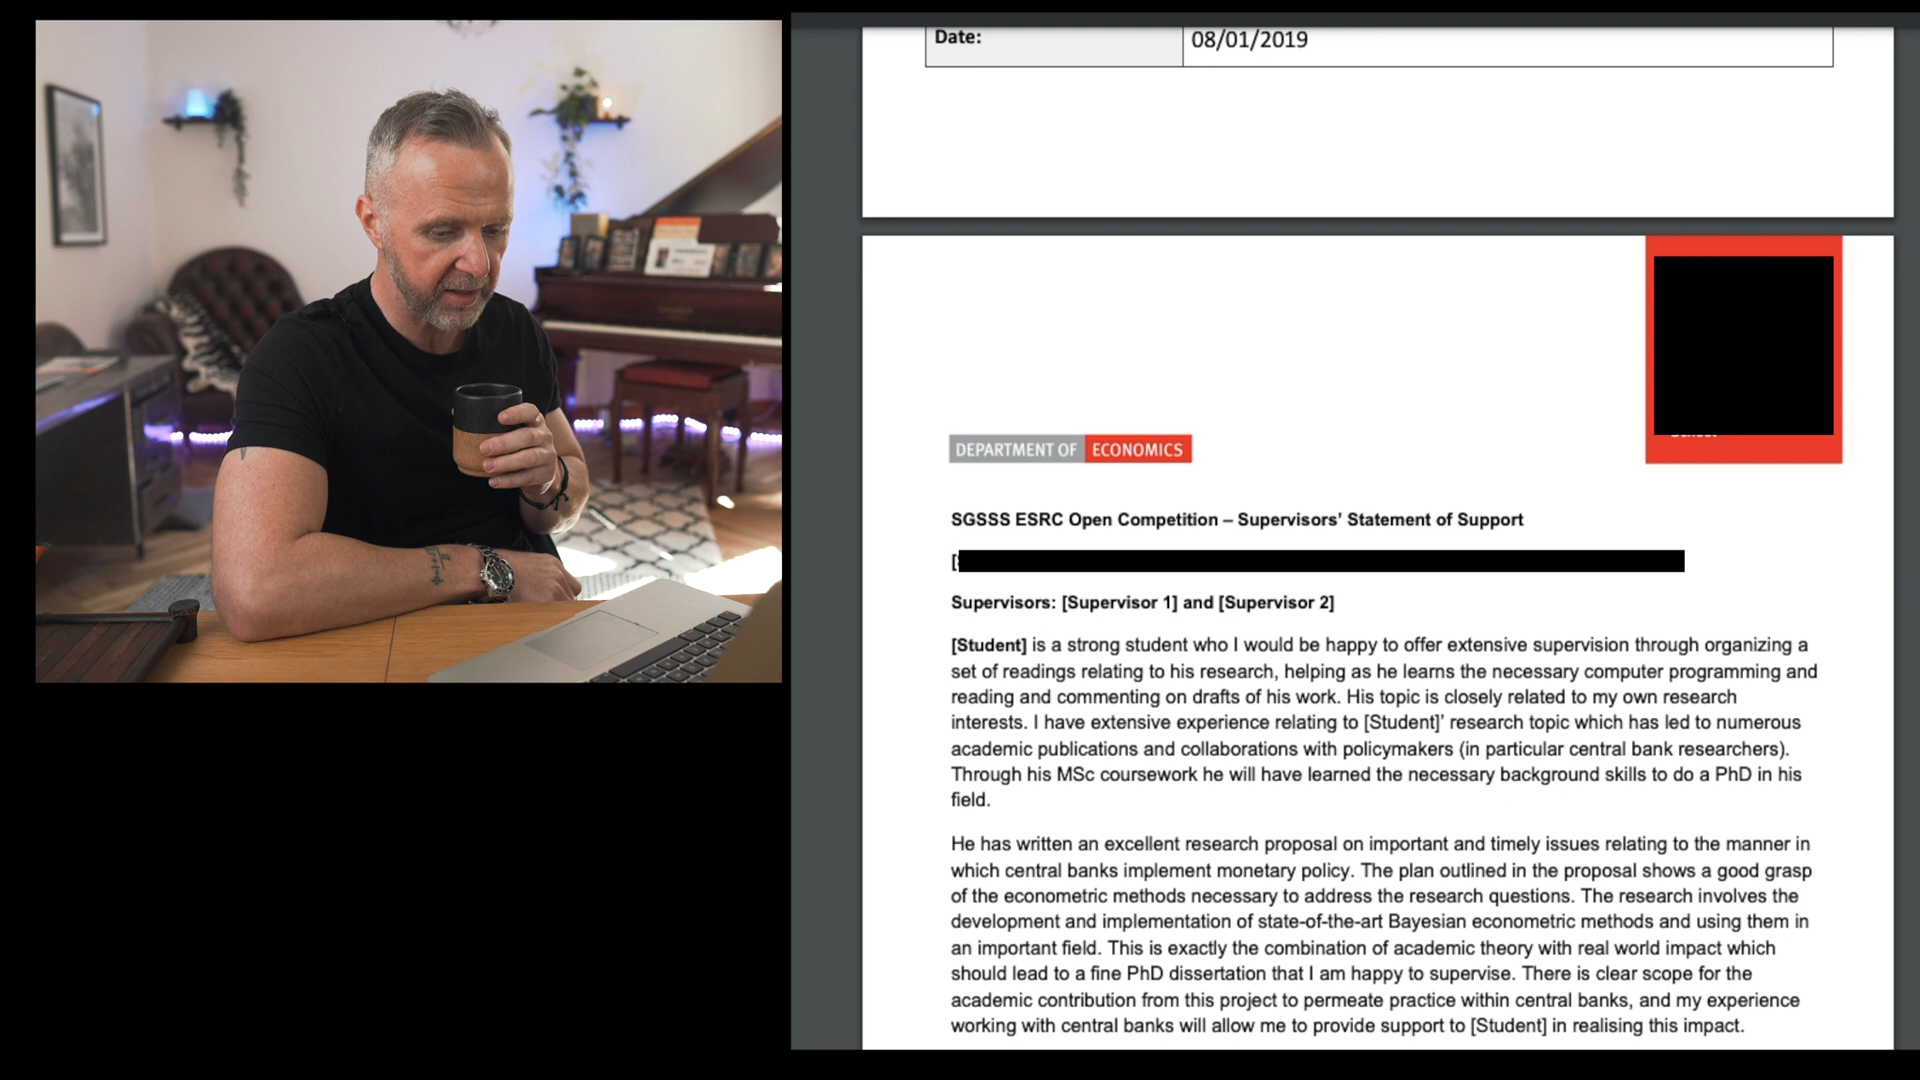 Date:
08/01/2019
DEPARTMENT OF ECONOMICS
SGSSS ESRC Open Competition – Supervisors' Statement of Support
[
Supervisors: [Supervisor 1] and [Supervisor 2]
[Student] is a strong student who I would be happy to offer extensive supervision through organizing a
set of readings relating to his research, helping as he learns the necessary computer programming and
reading and commenting on drafts of his work. His topic is closely related to my own research
interests. I have extensive experience relating to [Student]' research topic which has led to numerous
academic publications and collaborations with policymakers (in particular central bank researchers).
Through his MSc coursework he will have learned the necessary background skills to do a PhD in his
field.
He has written an excellent research proposal on important and timely issues relating to the manner in
which central banks implement monetary policy. The plan outlined in the proposal shows a good grasp
of the econometric methods necessary to address the research questions. The research involves the
development and implementation of state-of-the-art Bayesian econometric methods and using them in
an important field. This is exactly the combination of academic theory with real world impact which
should lead to a fine PhD dissertation that I am happy to supervise. There is clear scope for the
academic contribution from this project to permeate practice within central banks, and my experience
working with central banks will allow me to provide support to [Student] in realising this impact.